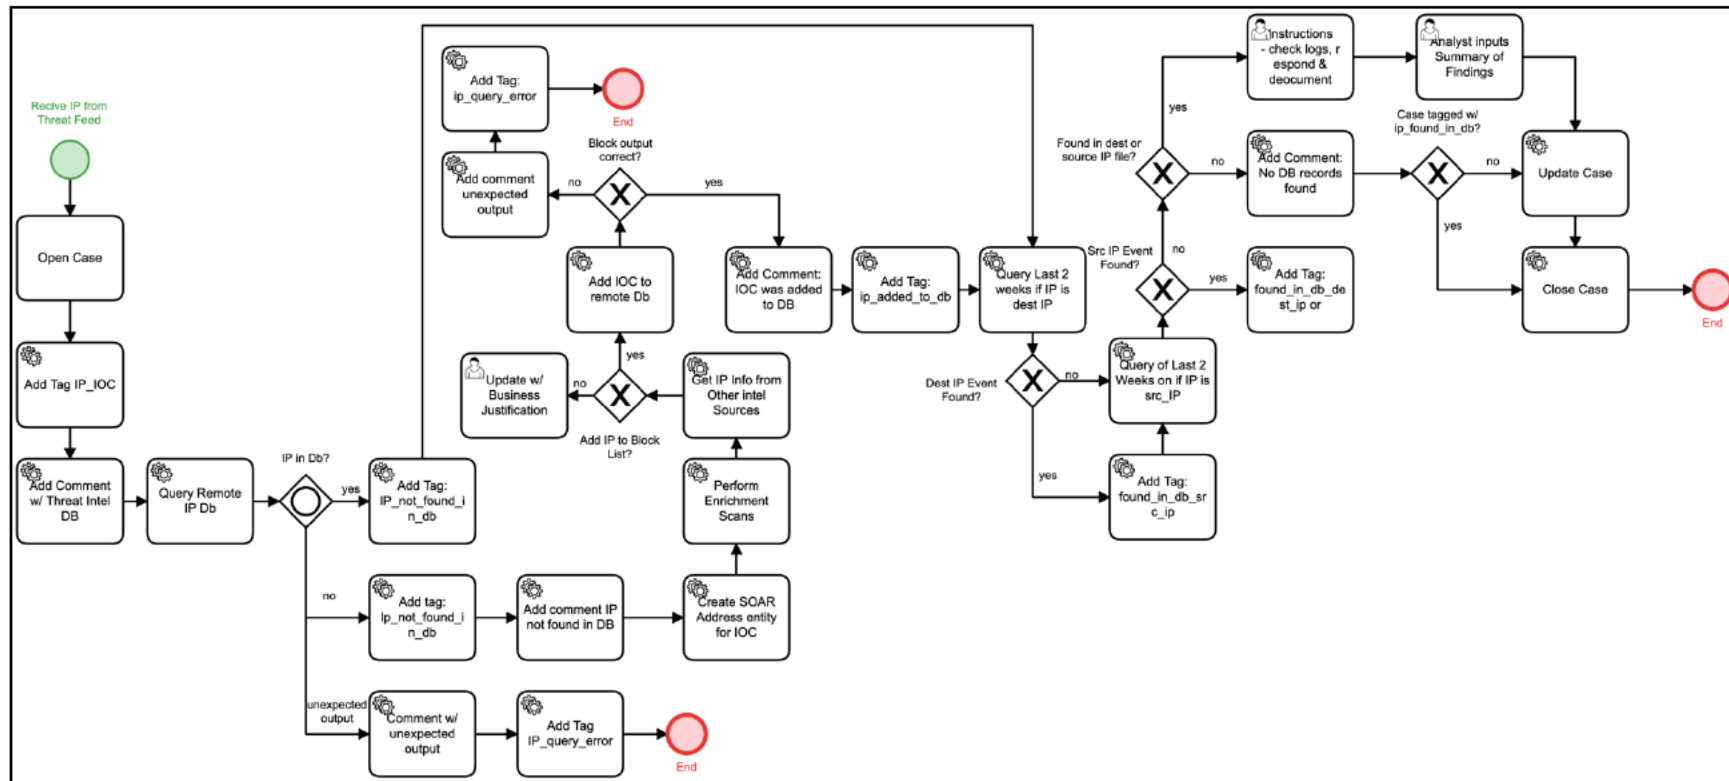 Recive IP from
Threat Feed
Open Case
Add Tag IP_IOC
Add Comment
w/ Threat Intel
DB
Query Remote
IP Db
IP in Db?
yes
Add Tag:
IP_not_found_i
n_db
no
Add tag:
Ip_not_found_i
n_db
Add comment IP
not found in DB
Create SOAR
Address entity
for IOC
unexpected
output
Comment w/
unexpected
output
Add Tag
IP_query_error
End
Perform
Enrichment
Scans
Get IP Info from
Other intel
Sources
Add IP to Block
List?
no
Update w/
Business
Justification
yes
Add IOC to
remote Db
Block output
correct?
no
Add comment
unexpected
output
Add Tag:
ip_query_error
End
yes
Add Comment:
IOC was added
to DB
Add Tag:
ip_added_to_db
Query Last 2
weeks if IP is
dest IP
Dest IP Event
Found?
no
yes
Add Tag:
found_in_db_sr
c_ip
Query of Last 2
Weeks on if IP is
src_IP
Src IP Event
Found?
yes
Add Tag:
found_in_db_de
st_ip or
no
Found in dest or
source IP file?
no
Add Comment:
No DB records
found
yes
Instructions
- check logs, r
espond &
deocument
Analyst inputs
Summary of
Findings
Case tagged w/
ip_found_in_db?
no
Update Case
yes
Close Case
End